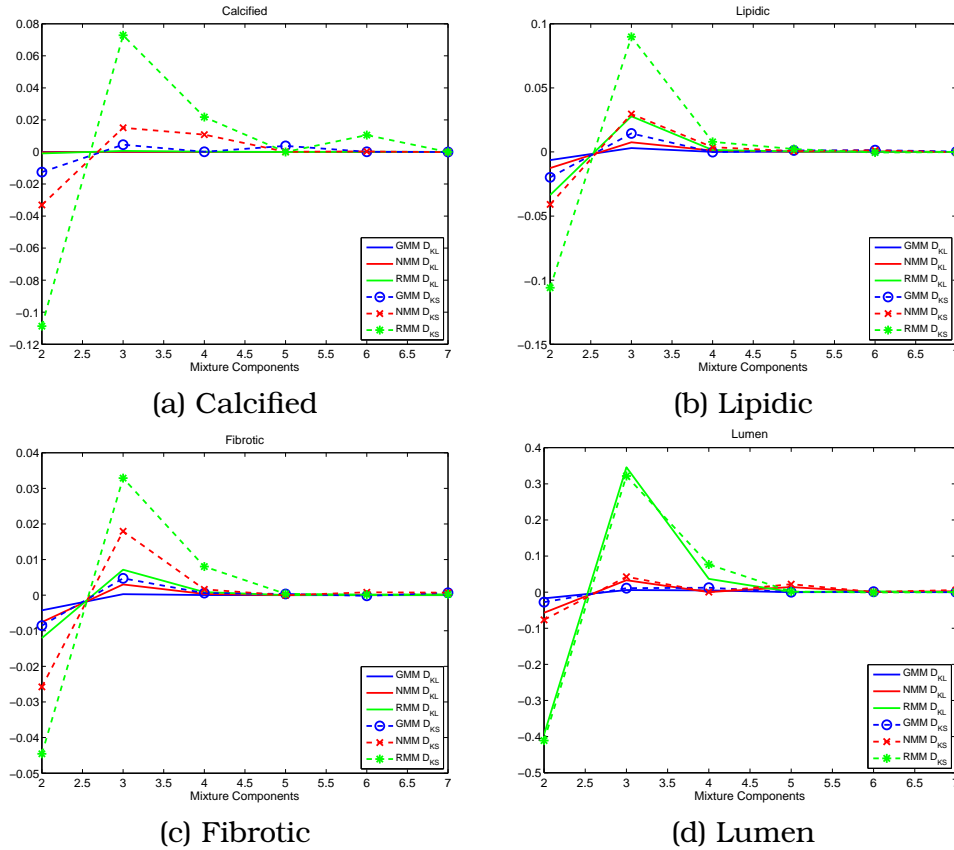 Calcified
0.08
0.06
0.04
0.02
0
−0.02
−0.04
−0.06
−0.08
−0.1
−0.12
2 2.5 3 3.5 4 4.5 5 5.5 6 6.5 7
Mixture Components
GMM D_KL
NMM D_KL
RMM D_KL
GMM D_KS
NMM D_KS
RMM D_KS
(a) Calcified
Lipidic
0.1
0.05
0
−0.05
−0.1
−0.15
2 2.5 3 3.5 4 4.5 5 5.5 6 6.5 7
Mixture Components
GMM D_KL
NMM D_KL
RMM D_KL
GMM D_KS
NMM D_KS
RMM D_KS
(b) Lipidic
Fibrotic
0.04
0.03
0.02
0.01
0
−0.01
−0.02
−0.03
−0.04
−0.05
2 2.5 3 3.5 4 4.5 5 5.5 6 6.5 7
Mixture Components
GMM D_KL
NMM D_KL
RMM D_KL
GMM D_KS
NMM D_KS
RMM D_KS
(c) Fibrotic
Lumen
0.4
0.3
0.2
0.1
0
−0.1
−0.2
−0.3
−0.4
−0.5
2 2.5 3 3.5 4 4.5 5 5.5 6 6.5 7
Mixture Components
GMM D_KL
NMM D_KL
RMM D_KL
GMM D_KS
NMM D_KS
RMM D_KS
(d) Lumen